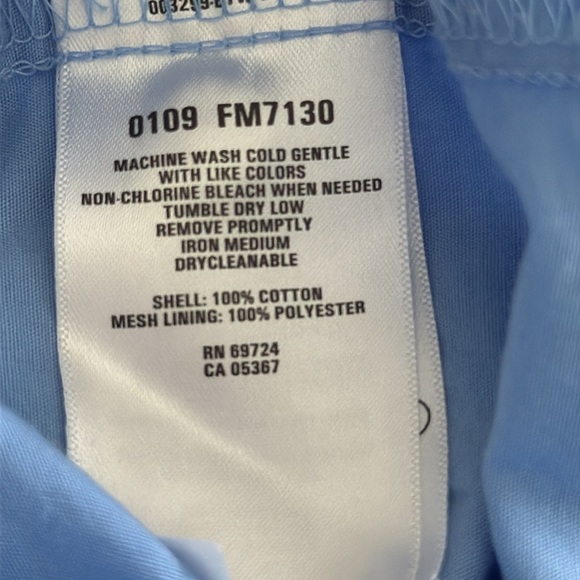 0109 FM7130
MACHINE WASH COLD GENTLE
WITH LIKE COLORS
NON-CHLORINE BLEACH WHEN NEEDED
TUMBLE DRY LOW
REMOVE PROMPTLY
IRON MEDIUM
DRYCLEANABLE
SHELL: 100% COTTON
MESH LINING: 100% POLYESTER
RN 69724
CA 05367